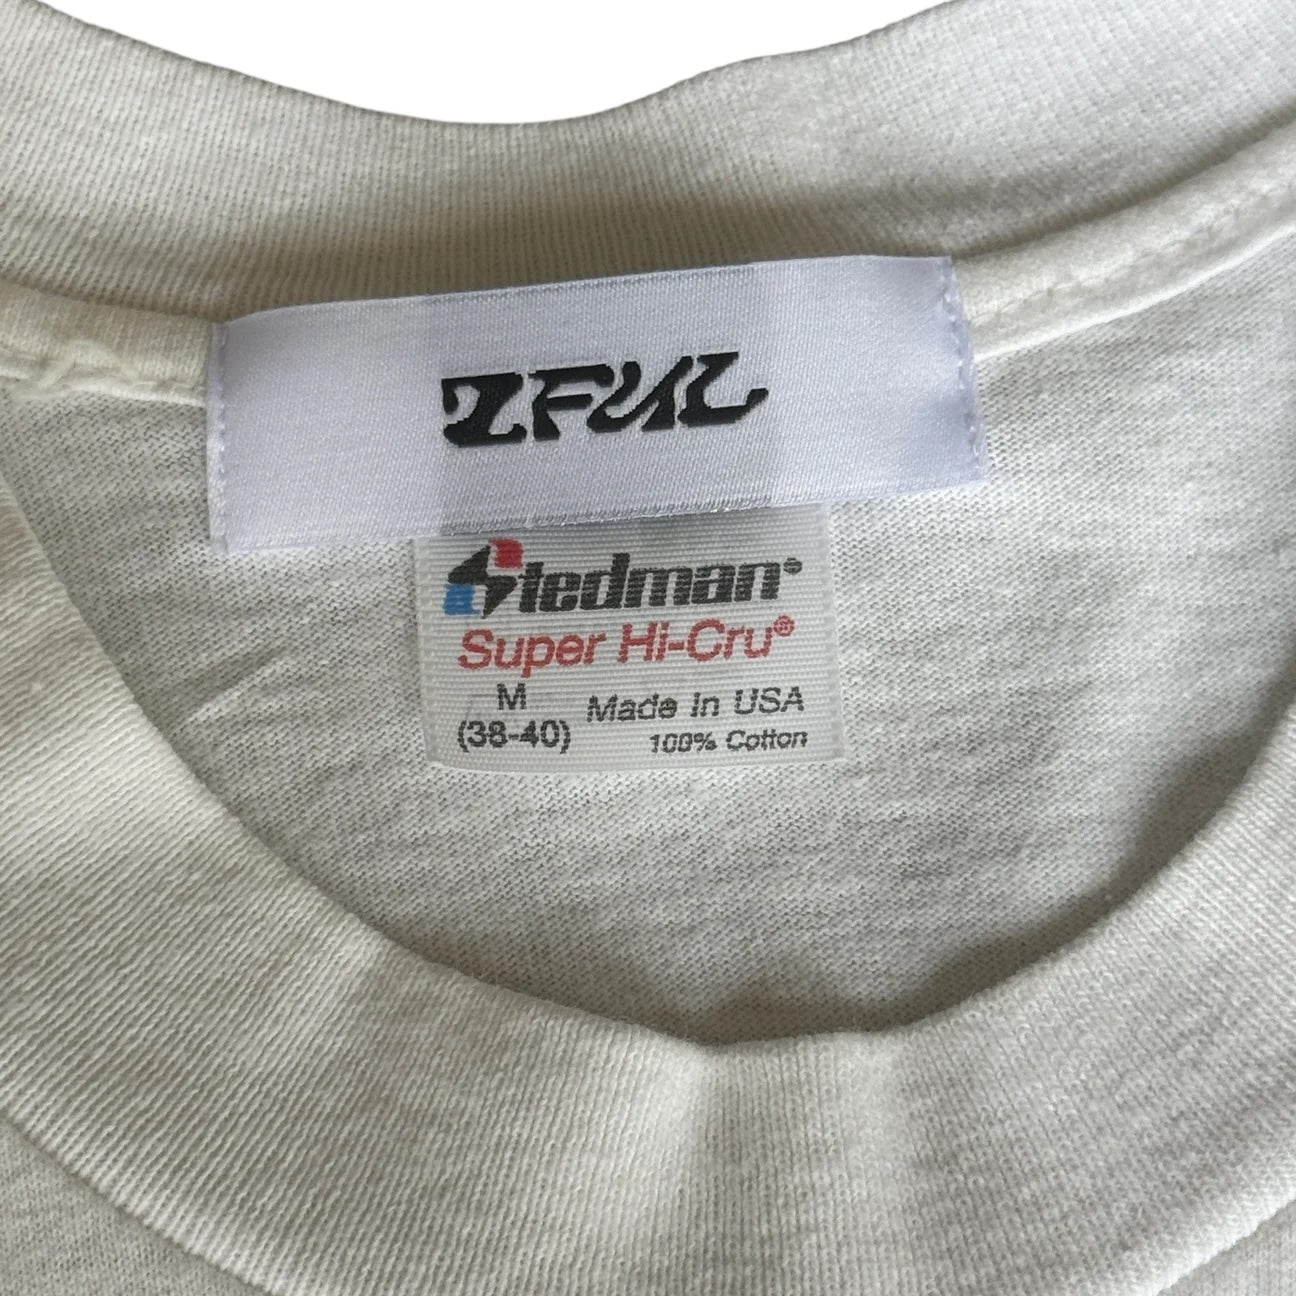 ZFUL
Stedman®
Super Hi-Cru®
M
(38-40)
Made In USA
100% Cotton